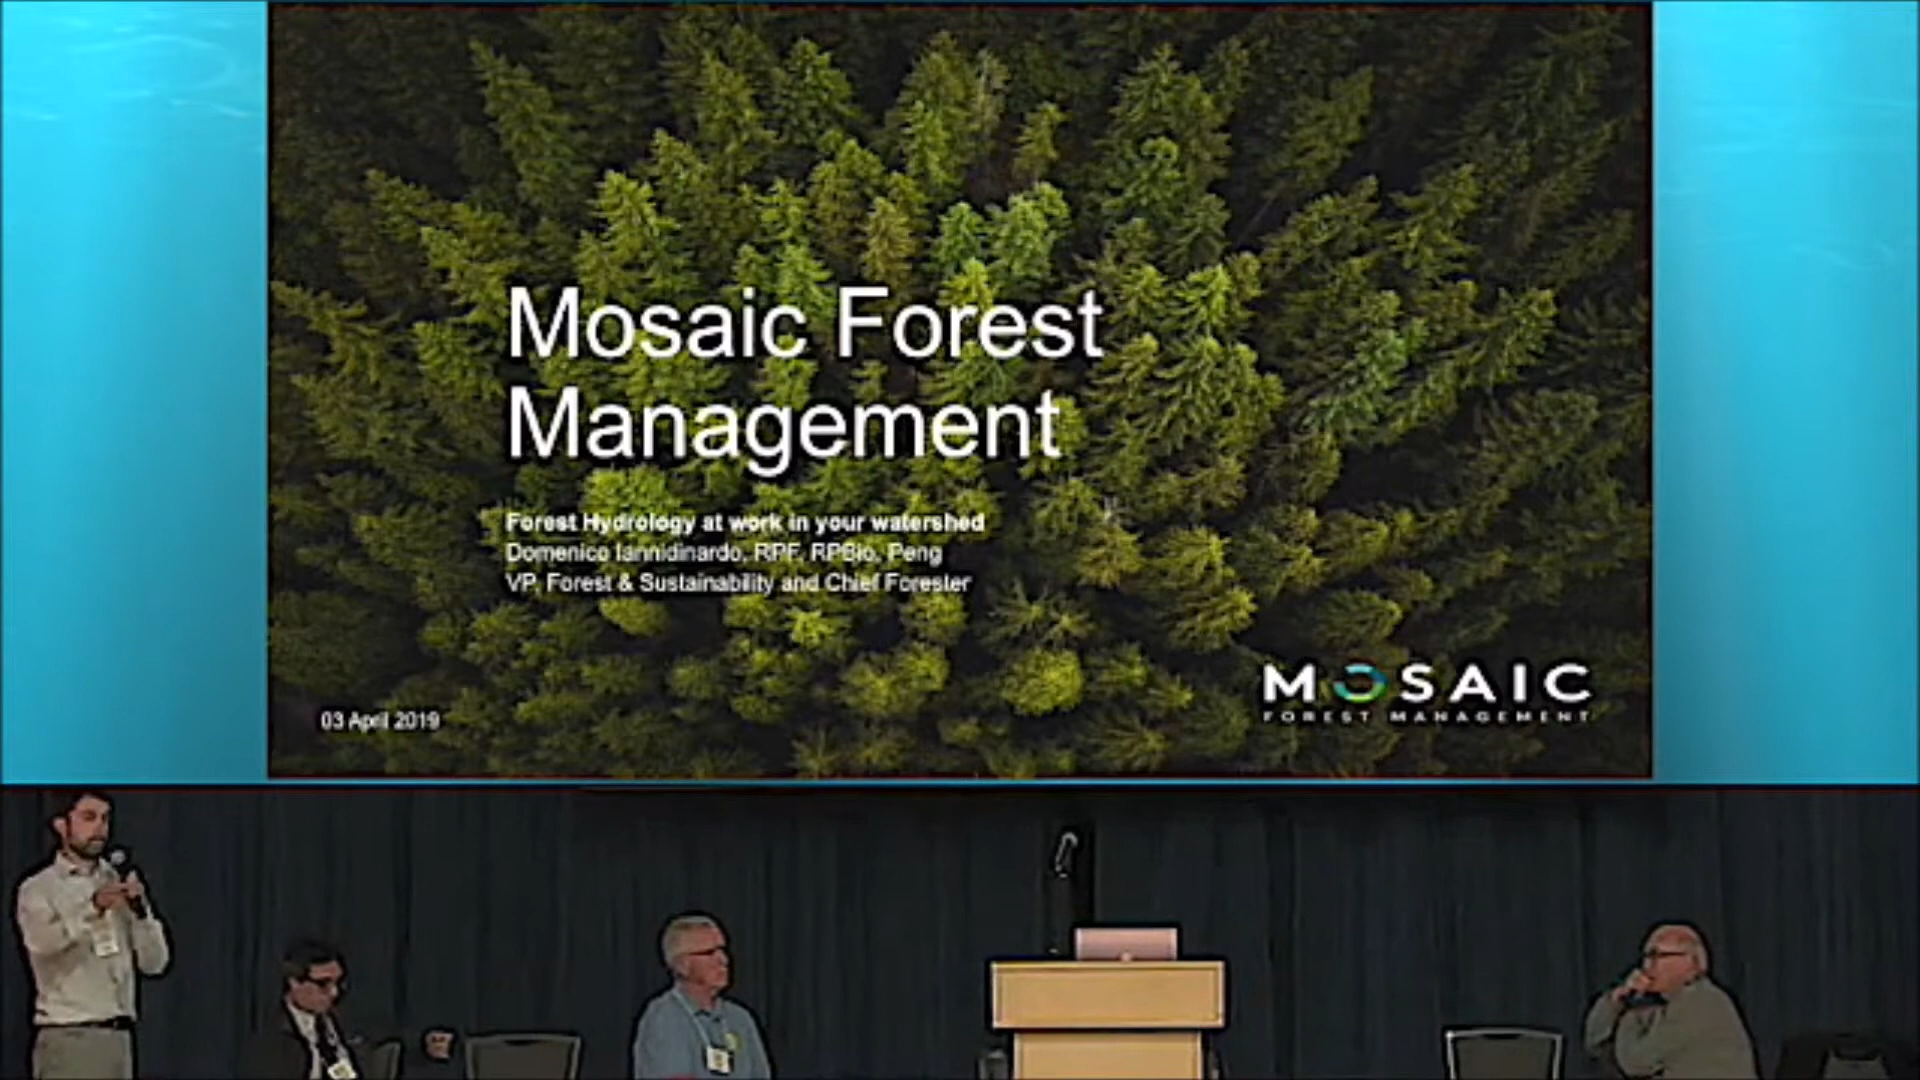 Mosaic Forest
Management
Forest Hydrology at work in your watershed
Domenico Iannidinardo, RPF, RPBio, Peng
VP, Forest & Sustainability and Chief Forester
03 April 2019
MOSAIC
FOREST MANAGEMENT